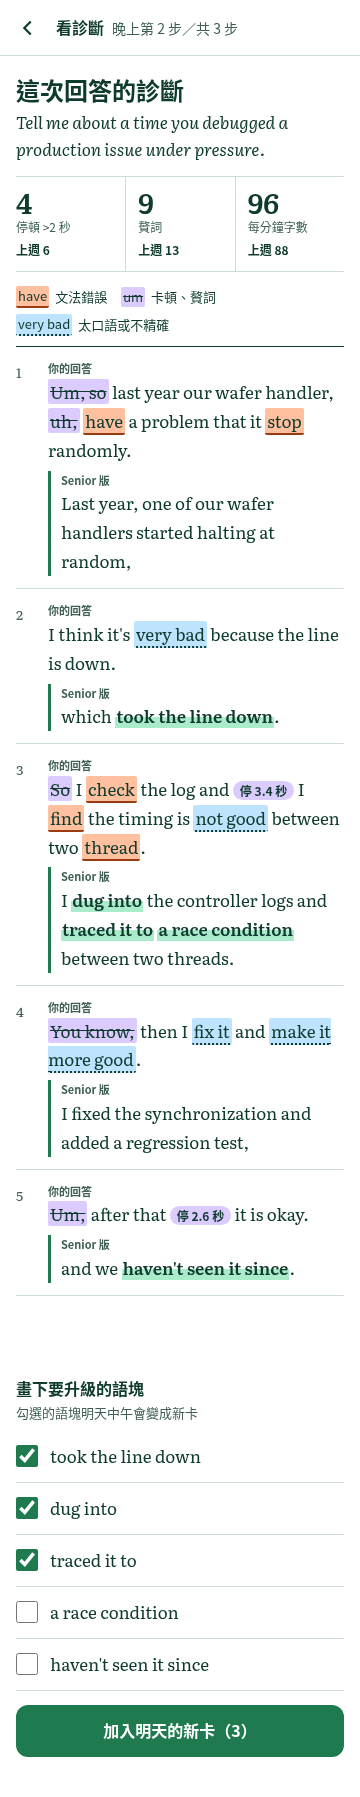 看診斷 晚上第 2 步／共 3 步
這次回答的診斷
Tell me about a time you debugged a
production issue under pressure.
4
停頓 >2 秒
上週 6
9
贅詞
上週 13
96
每分鐘字數
上週 88
have 文法錯誤 um 卡頓、贅詞
very bad 太口語或不精確
1
你的回答
Um, so last year our wafer handler,
uh, have a problem that it stop
randomly.
Senior 版
Last year, one of our wafer
handlers started halting at
random,
2
你的回答
I think it's very bad because the line
is down.
Senior 版
which took the line down.
3
你的回答
So I check the log and 停 3.4 秒 I
find the timing is not good between
two thread.
Senior 版
I dug into the controller logs and
traced it to a race condition
between two threads.
4
你的回答
You know, then I fix it and make it
more good.
Senior 版
I fixed the synchronization and
added a regression test,
5
你的回答
Um, after that 停 2.6 秒 it is okay.
Senior 版
and we haven't seen it since.
畫下要升級的語塊
勾選的語塊明天中午會變成新卡
took the line down
dug into
traced it to
a race condition
haven't seen it since
加入明天的新卡（3）